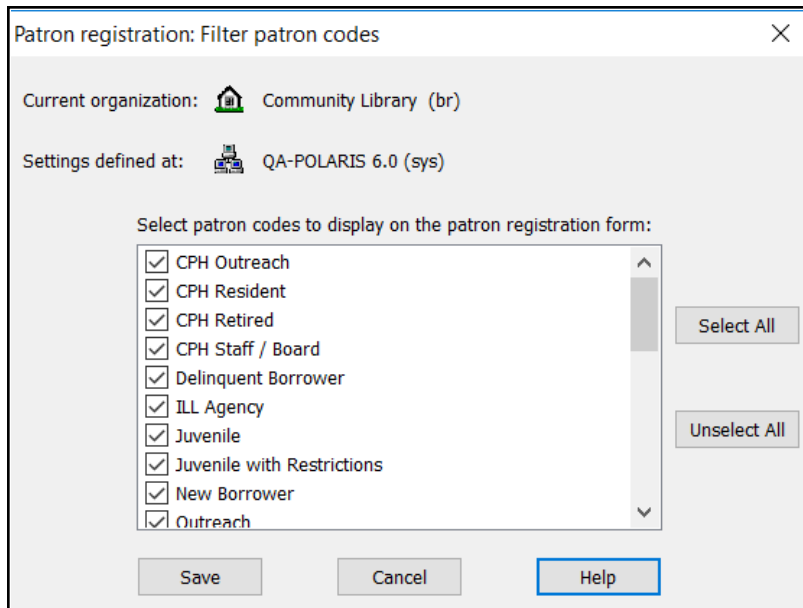 Patron registration: Filter patron codes
Current organization: Community Library (br)
Settings defined at: QA-POLARIS 6.0 (sys)
Select patron codes to display on the patron registration form:
CPH Outreach
CPH Resident
CPH Retired
CPH Staff / Board
Delinquent Borrower
ILL Agency
Juvenile
Juvenile with Restrictions
New Borrower
Outreach
Select All
Unselect All
Save Cancel Help